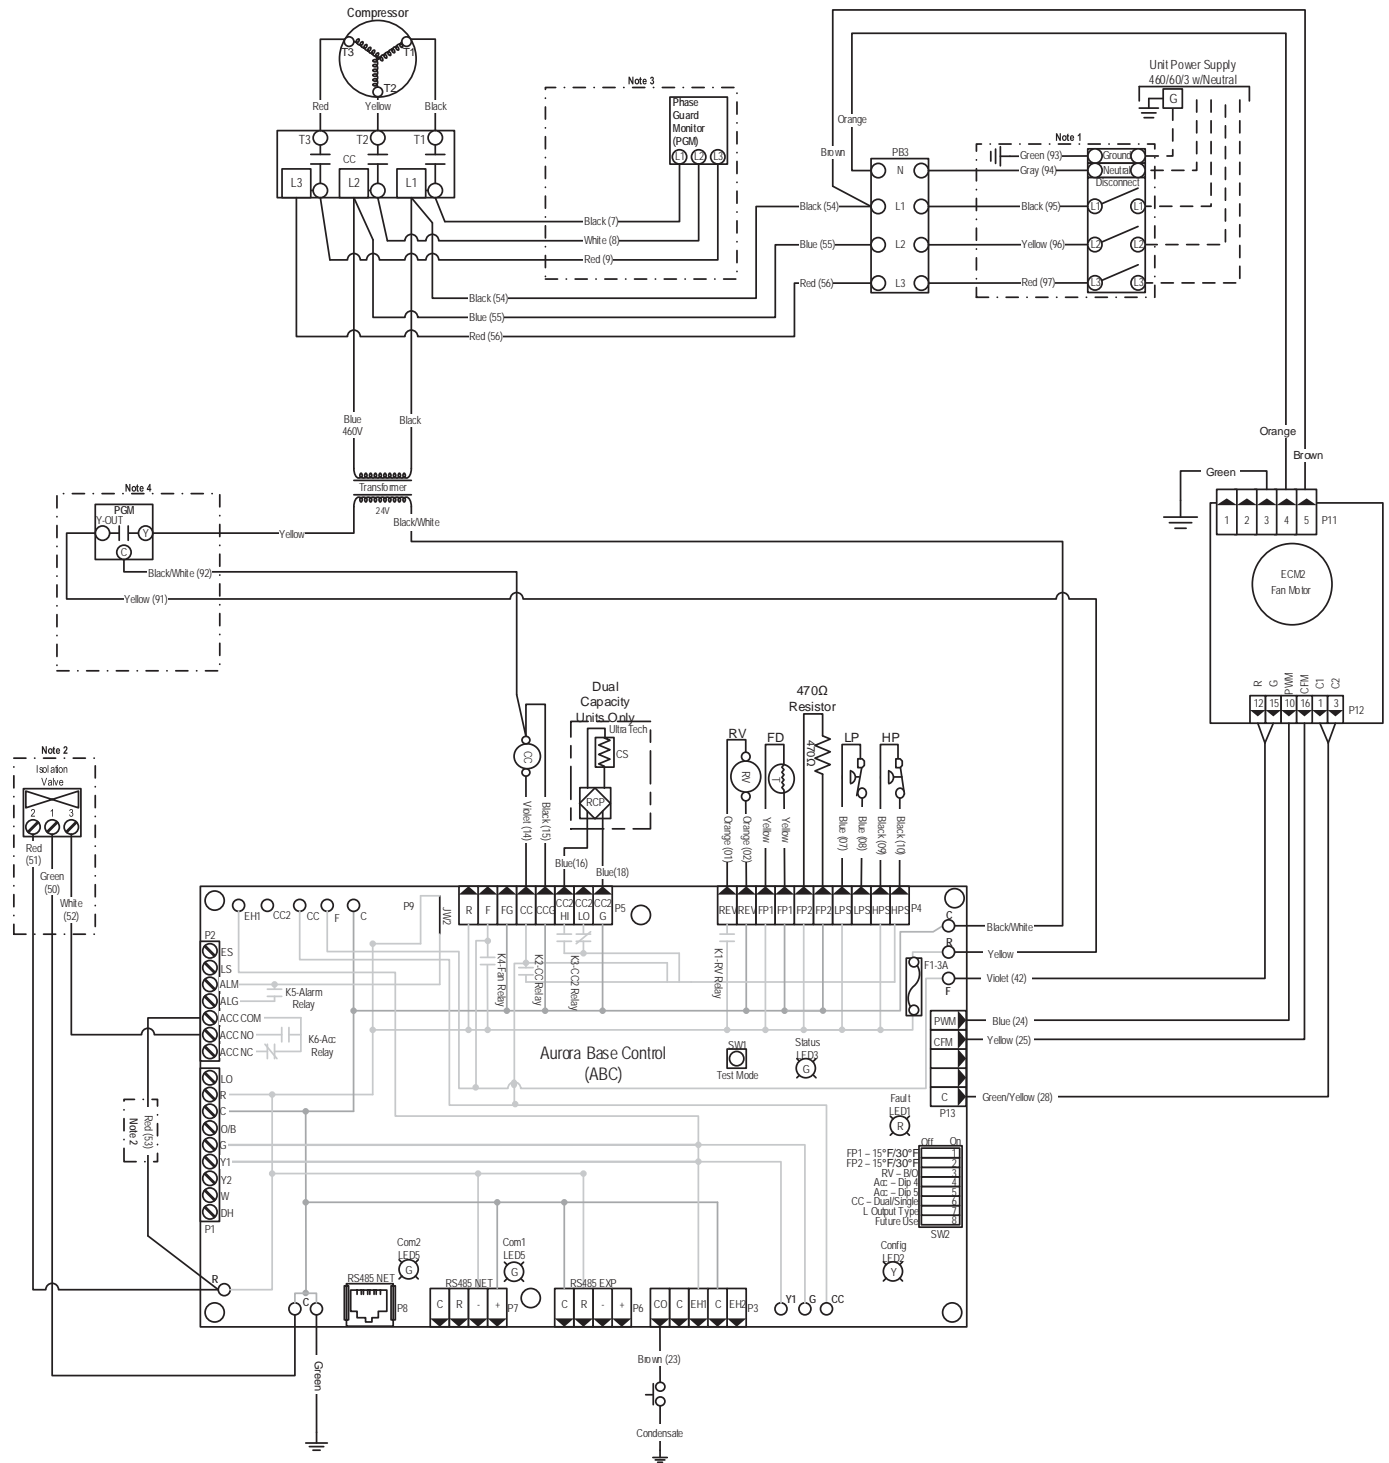 Compressor
T3
T1
T2
Red
Yellow
Black
T3
T2
T1
CC
L3
L2
L1
Note 3
Phase
Guard
Monitor
(PGM)
L1
L2
L3
Black (7)
White (8)
Red (9)
Black (54)
Blue (55)
Red (56)
Black (54)
Blue (55)
Red (56)
Orange
Brown
PB3
N
L1
L2
L3
Unit Power Supply
460/60/3 w/Neutral
G
Note 1
Green (93)
Gray (94)
Black (95)
Yellow (96)
Red (97)
Ground
Neutral
Disconnect
L1
L1
L2
L2
L3
L3
Blue
460V
Black
Transformer
24V
Black/White
Note 4
PGM
Y-OUT
Y
C
Yellow
Black/White (92)
Yellow (91)
Orange
Brown
Green
1
2
3
4
5
P11
ECM2
Fan Motor
R
G
PWM
CFM
C1
C2
12
15
10
16
1
3
P12
Note 2
Isolation
Valve
2
1
3
Red
(51)
Green
(50)
White
(52)
CC
Violet (14)
Black (15)
Dual
Capacity
Units Only
UltraTech
CS
RCP
Blue(16)
Blue(18)
RV
RV
Orange (01)
Orange (02)
FD
T
Yellow
Yellow
470Ω
Resistor
470Ω
LP
Blue (07)
Blue (08)
HP
Black (09)
Black (10)
EH1
CC2
CC
F
C
P9
JW2
R
F
FG
CC
CCG
CC2
HI
CC2
LO
CC2
G
P5
REV
REV
FP1
FP1
FP2
FP2
LPS
LPS
HPS
HPS
P4
C
R
F
Black/White
Yellow
Violet (42)
F1-3A
K4-Fan Relay
K2-CC Relay
K3-CC2 Relay
K1-RV Relay
P2
ES
LS
ALM
ALG
ACC COM
ACC NO
ACC NC
K5-Alarm
Relay
K6-Acc
Relay
Aurora Base Control
(ABC)
SW1
Test Mode
Status
LED3
G
PWM
CFM
C
P13
Blue (24)
Yellow (25)
Green/Yellow (28)
LO
R
C
O/B
G
Y1
Y2
W
DH
P1
Red (53)
Note 2
Fault
LED1
R
Off
On
FP1 – 15°F/30°F
FP2 – 15°F/30°F
RV – B/O
Acc – Dip 4
Acc – Dip 5
CC – Dual/Single
L Output Type
Future Use
1
2
3
4
5
6
7
8
SW2
Config
LED2
Y
R
C
Com2
LED5
G
RS485 NET
P8
RS485 NET
C
R
-
+
P7
Com1
LED5
G
RS485 EXP
C
R
-
+
P6
CO
C
EH1
C
EH2
P3
Y1
G
CC
Green
Brown (23)
Condensate